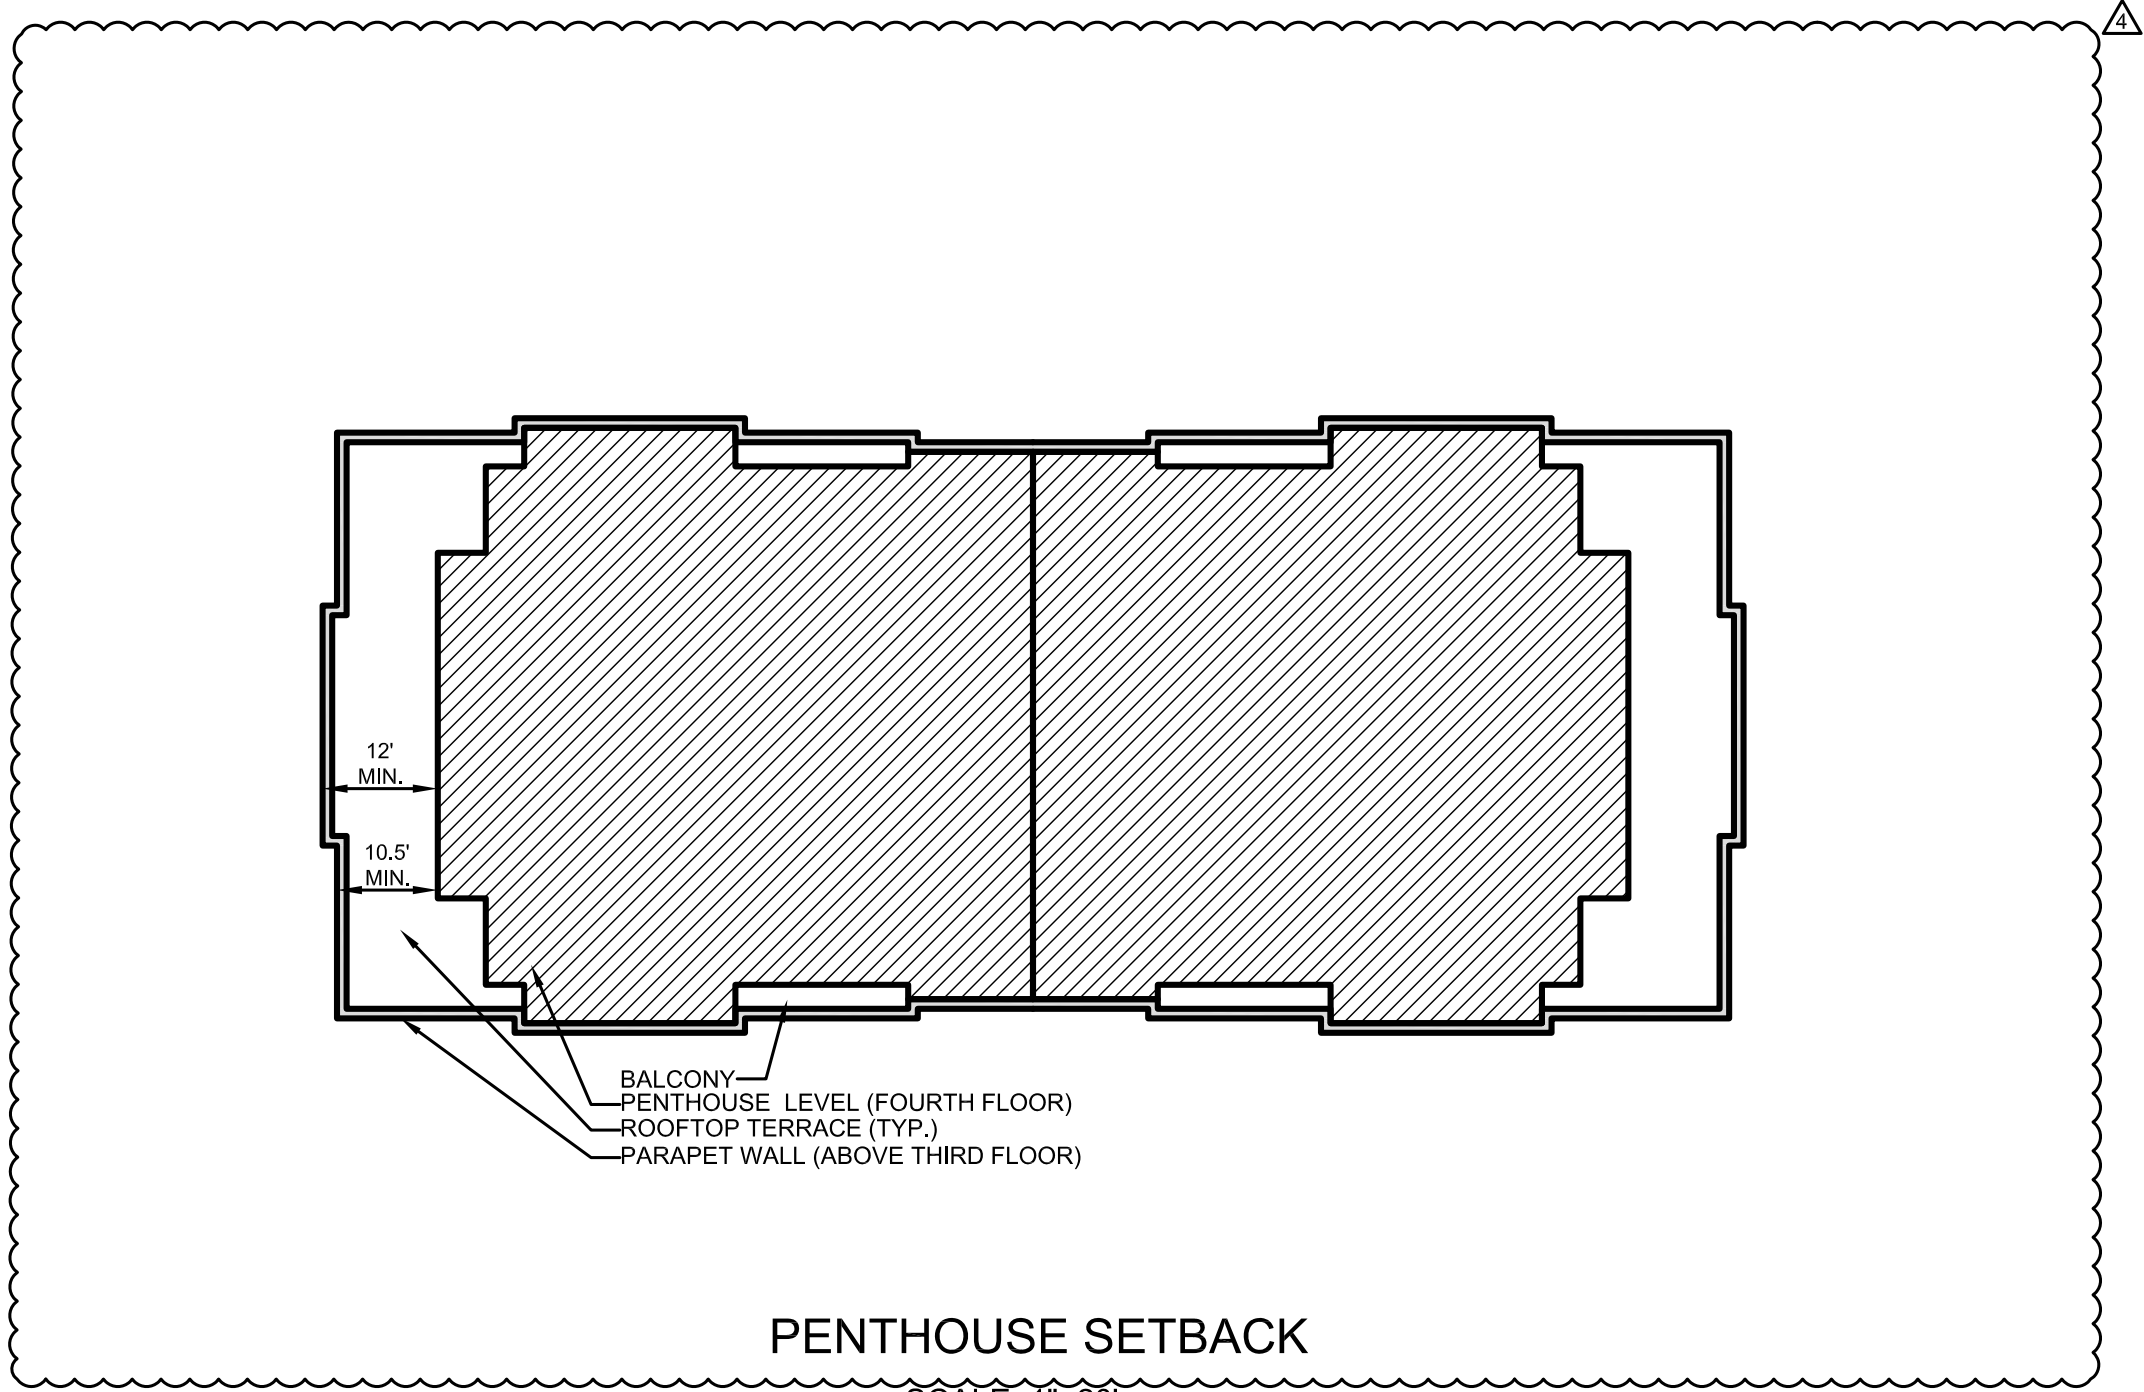 4
12'
MIN.
10.5'
MIN.
BALCONY
PENTHOUSE LEVEL (FOURTH FLOOR)
ROOFTOP TERRACE (TYP.)
PARAPET WALL (ABOVE THIRD FLOOR)
PENTHOUSE SETBACK